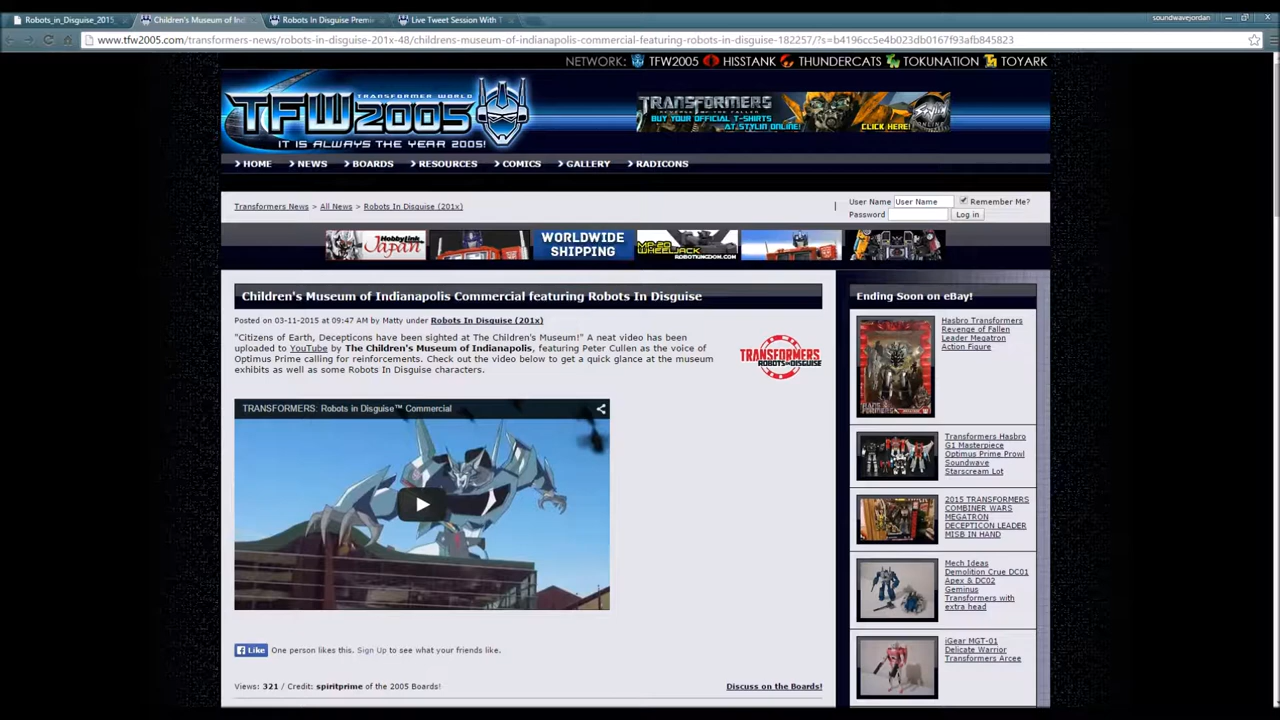 Robots_in_Disguise_2015_
Children's Museum of Ind
Robots In Disguise Premi
Live Tweet Session With T
soundwavejordan
www.tfw2005.com/transformers-news/robots-in-disguise-201x-48/childrens-museum-of-indianapolis-commercial-featuring-robots-in-disguise-182257/?s=b4196cc5e4b023db0167f93afb845823
NETWORK: TFW2005 HISSTANK THUNDERCATS TOKUNATION TOYARK
TRANSFORMER WORLD
TFW2005
IT IS ALWAYS THE YEAR 2005!
TRANSFORMERS
REVENGE OF THE FALLEN
BUY YOUR OFFICIAL T-SHIRTS
AT STYLIN ONLINE!
CLICK HERE!
STYLIN
ONLINE
HOME NEWS BOARDS RESOURCES COMICS GALLERY RADICONS
Transformers News > All News > Robots In Disguise (201x)
User Name User Name Remember Me?
Password Log in
HobbyLink
Japan
WORLDWIDE
SHIPPING
MP-20
WHEELJACK
ROBOTKINGDOM.COM
Children's Museum of Indianapolis Commercial featuring Robots In Disguise
Posted on 03-11-2015 at 09:47 AM by Matty under Robots In Disguise (201x)
"Citizens of Earth, Decepticons have been sighted at The Children's Museum!" A neat video has been
uploaded to YouTube by The Children's Museum of Indianapolis, featuring Peter Cullen as the voice of
Optimus Prime calling for reinforcements. Check out the video below to get a quick glance at the museum
exhibits as well as some Robots In Disguise characters.
TRANSFORMERS
ROBOTS IN DISGUISE
TRANSFORMERS: Robots in Disguise™ Commercial
Like One person likes this. Sign Up to see what your friends like.
Views: 321 / Credit: spiritprime of the 2005 Boards!
Discuss on the Boards!
Ending Soon on eBay!
Hasbro Transformers
Revenge of Fallen
Leader Megatron
Action Figure
Transformers Hasbro
G1 Masterpiece
Optimus Prime Prowl
Soundwave
Starscream Lot
2015 TRANSFORMERS
COMBINER WARS
MEGATRON
DECEPTICON LEADER
MISB IN HAND
Mech Ideas
Demolition Crue DC01
Apex & DC02
Geminus
Transformers with
extra head
iGear MGT-01
Delicate Warrior
Transformers Arcee